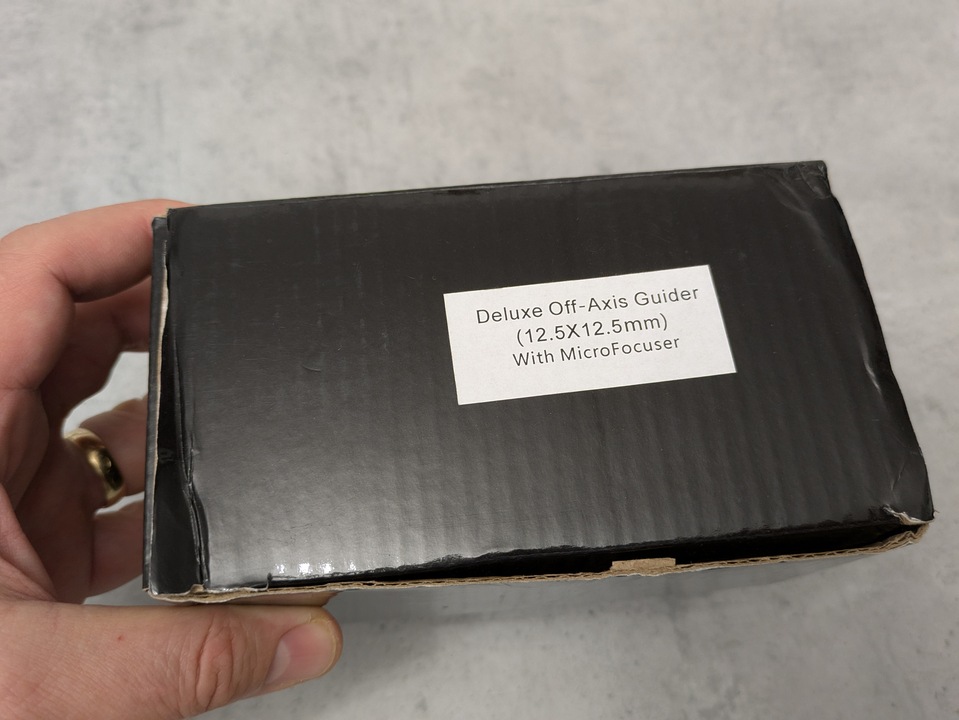 Deluxe Off-Axis Guider
(12.5X12.5mm)
With MicroFocuser